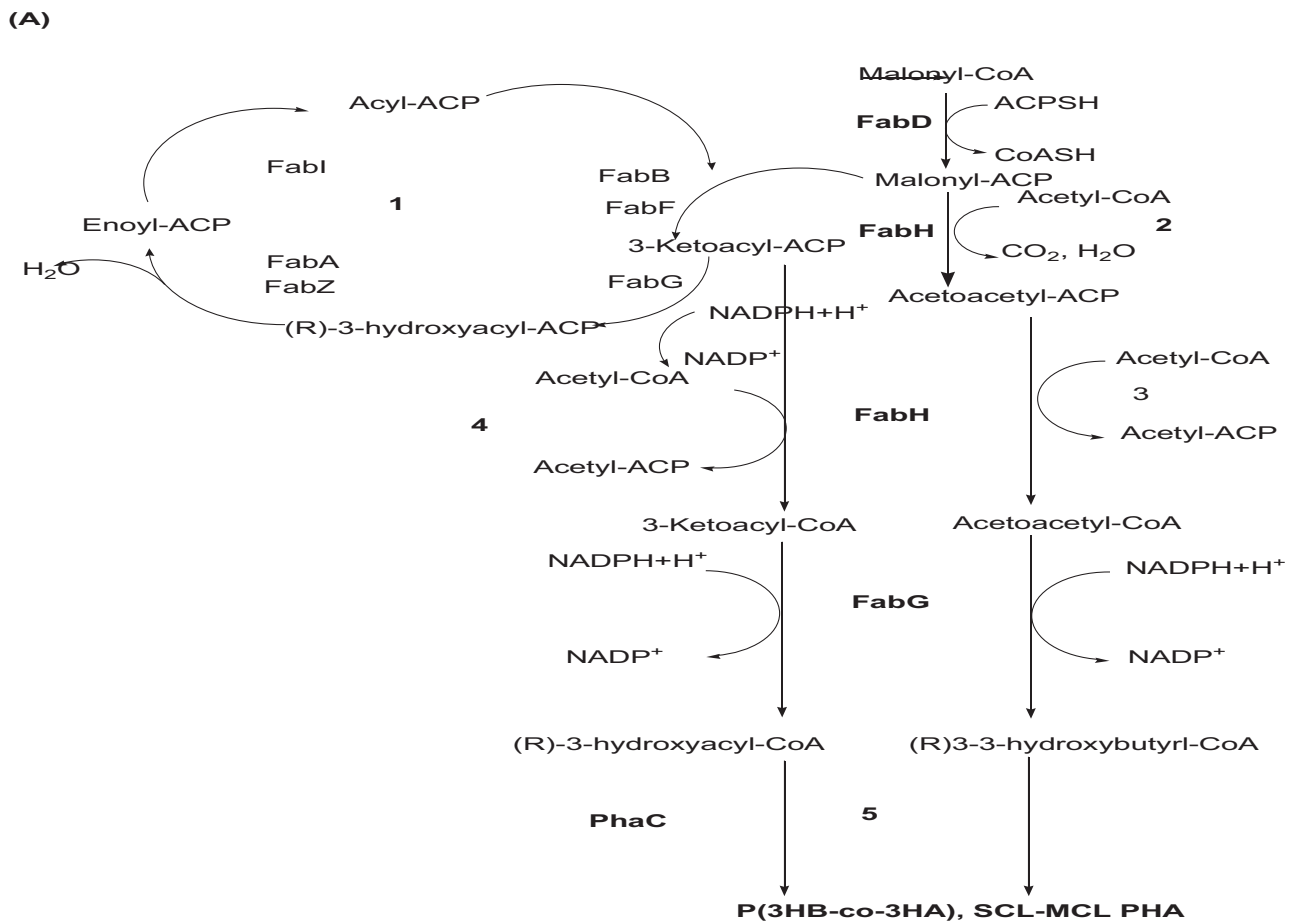 (A)
Malonyl-CoA
Acyl-ACP
ACPSH
FabD
CoASH
FabI
FabB
Malonyl-ACP
Acetyl-CoA
1
FabF
2
Enoyl-ACP
FabH
3-Ketoacyl-ACP
CO₂, H₂O
H₂O
FabA
FabZ
FabG
Acetoacetyl-ACP
(R)-3-hydroxyacyl-ACP
NADPH+H⁺
NADP⁺
Acetyl-CoA
Acetyl-CoA
3
4
FabH
Acetyl-ACP
Acetyl-ACP
3-Ketoacyl-CoA
Acetoacetyl-CoA
NADPH+H⁺
NADPH+H⁺
FabG
NADP⁺
NADP⁺
(R)-3-hydroxyacyl-CoA
(R)3-3-hydroxybutyrl-CoA
PhaC
5
P(3HB-co-3HA), SCL-MCL PHA